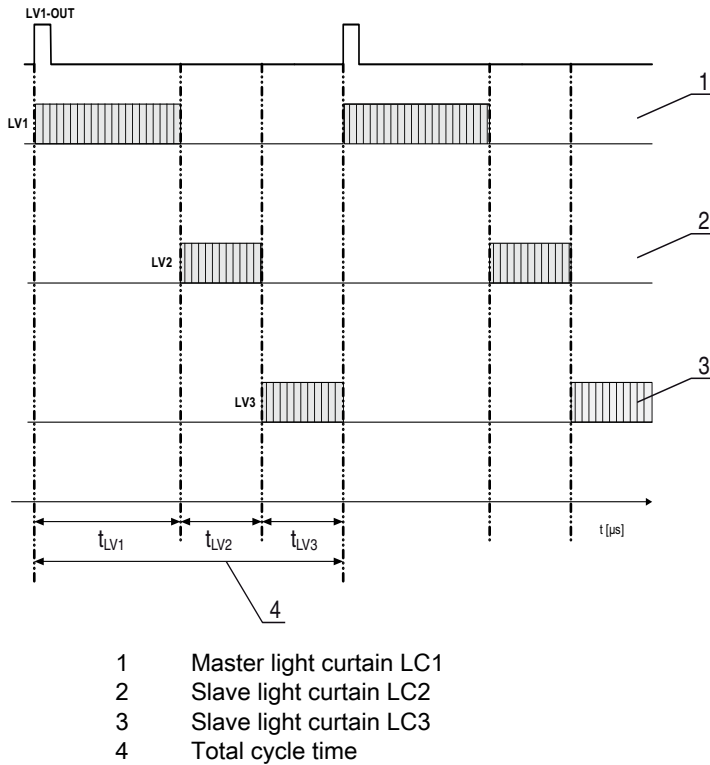 LV1-OUT
1
LV1
2
LV2
3
LV3
tLV1 tLV2 tLV3 t [µs]
4
1 Master light curtain LC1
2 Slave light curtain LC2
3 Slave light curtain LC3
4 Total cycle time